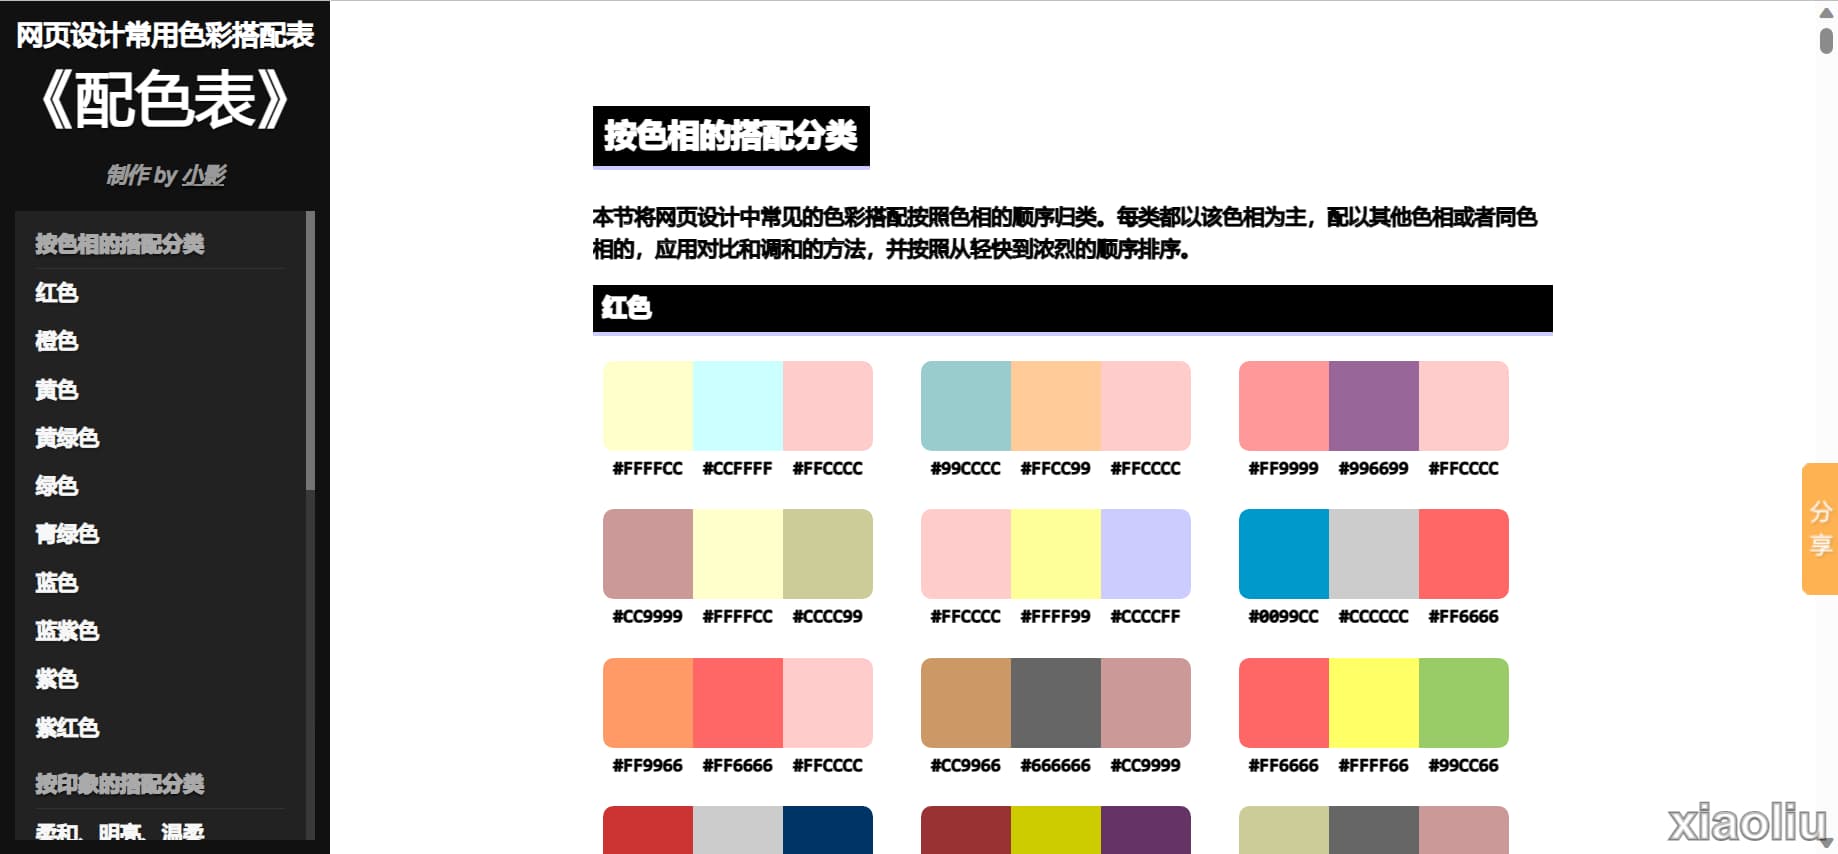 网页设计常用色彩搭配表
《配色表》
制作 by 小影
按色相的搭配分类
红色
橙色
黄色
黄绿色
绿色
青绿色
蓝色
蓝紫色
紫色
紫红色
按印象的搭配分类
柔和、明亮、温柔
按色相的搭配分类
本节将网页设计中常见的色彩搭配按照色相的顺序归类。每类都以该色相为主，配以其他色相或者同色
相的，应用对比和调和的方法，并按照从轻快到浓烈的顺序排序。
红色
#FFFFCC #CCFFFF #FFCCCC #99CCCC #FFCC99 #FFCCCC #FF9999 #996699 #FFCCCC
#CC9999 #FFFFCC #CCCC99 #FFCCCC #FFFF99 #CCCCFF #0099CC #CCCCCC #FF6666
#FF9966 #FF6666 #FFCCCC #CC9966 #666666 #CC9999 #FF6666 #FFFF66 #99CC66
分
享
xiaoliu